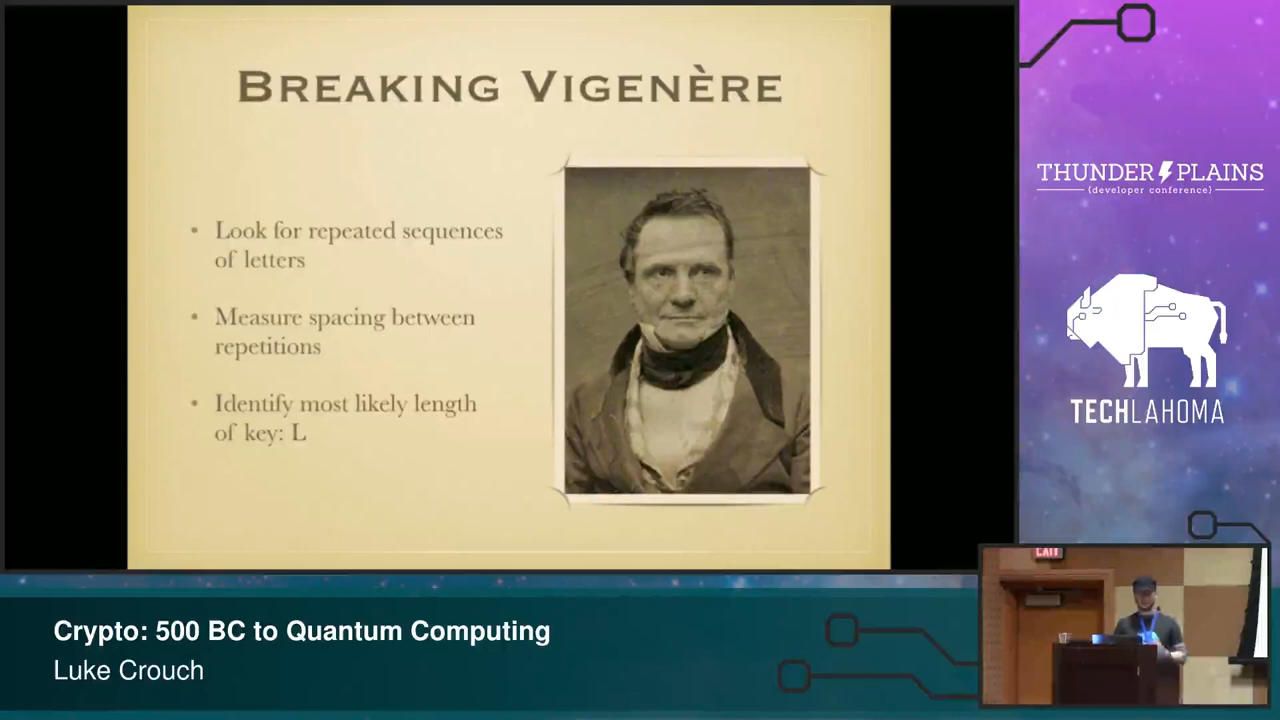 BREAKING VIGENÈRE
• Look for repeated sequences
of letters
• Measure spacing between
repetitions
• Identify most likely length
of key: L
THUNDER PLAINS
{developer conference}
TECHLAHOMA
EXIT
Crypto: 500 BC to Quantum Computing
Luke Crouch